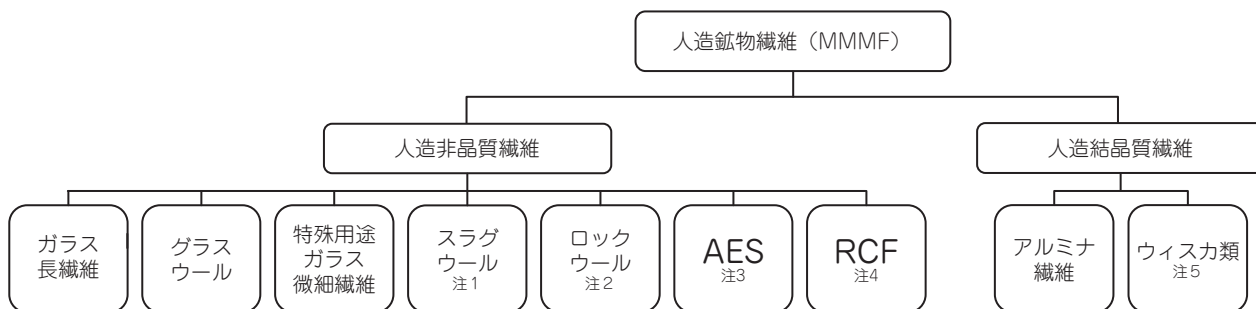 人造鉱物繊維（MMMF）
人造非晶質繊維
人造結晶質繊維
ガラス
長繊維
グラス
ウール
特殊用途
ガラス
微細繊維
スラグ
ウール
注1
ロック
ウール
注2
AES
注3
RCF
注4
アルミナ
繊維
ウィスカ類
注5